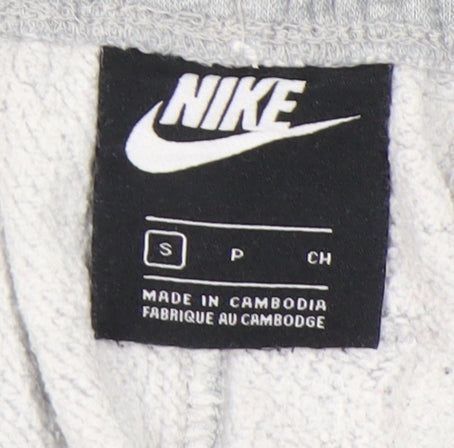 NIKE
S P CH
MADE IN CAMBODIA
FABRIQUE AU CAMBODGE